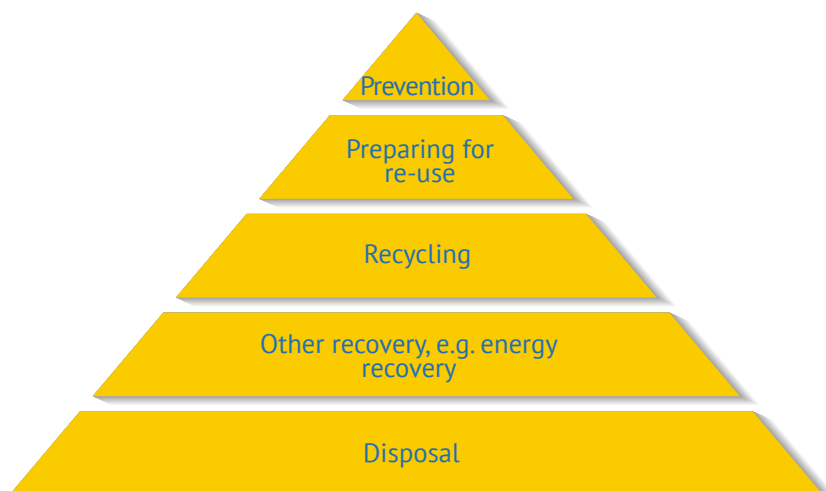 Prevention
Preparing for
re-use
Recycling
Other recovery, e.g. energy
recovery
Disposal